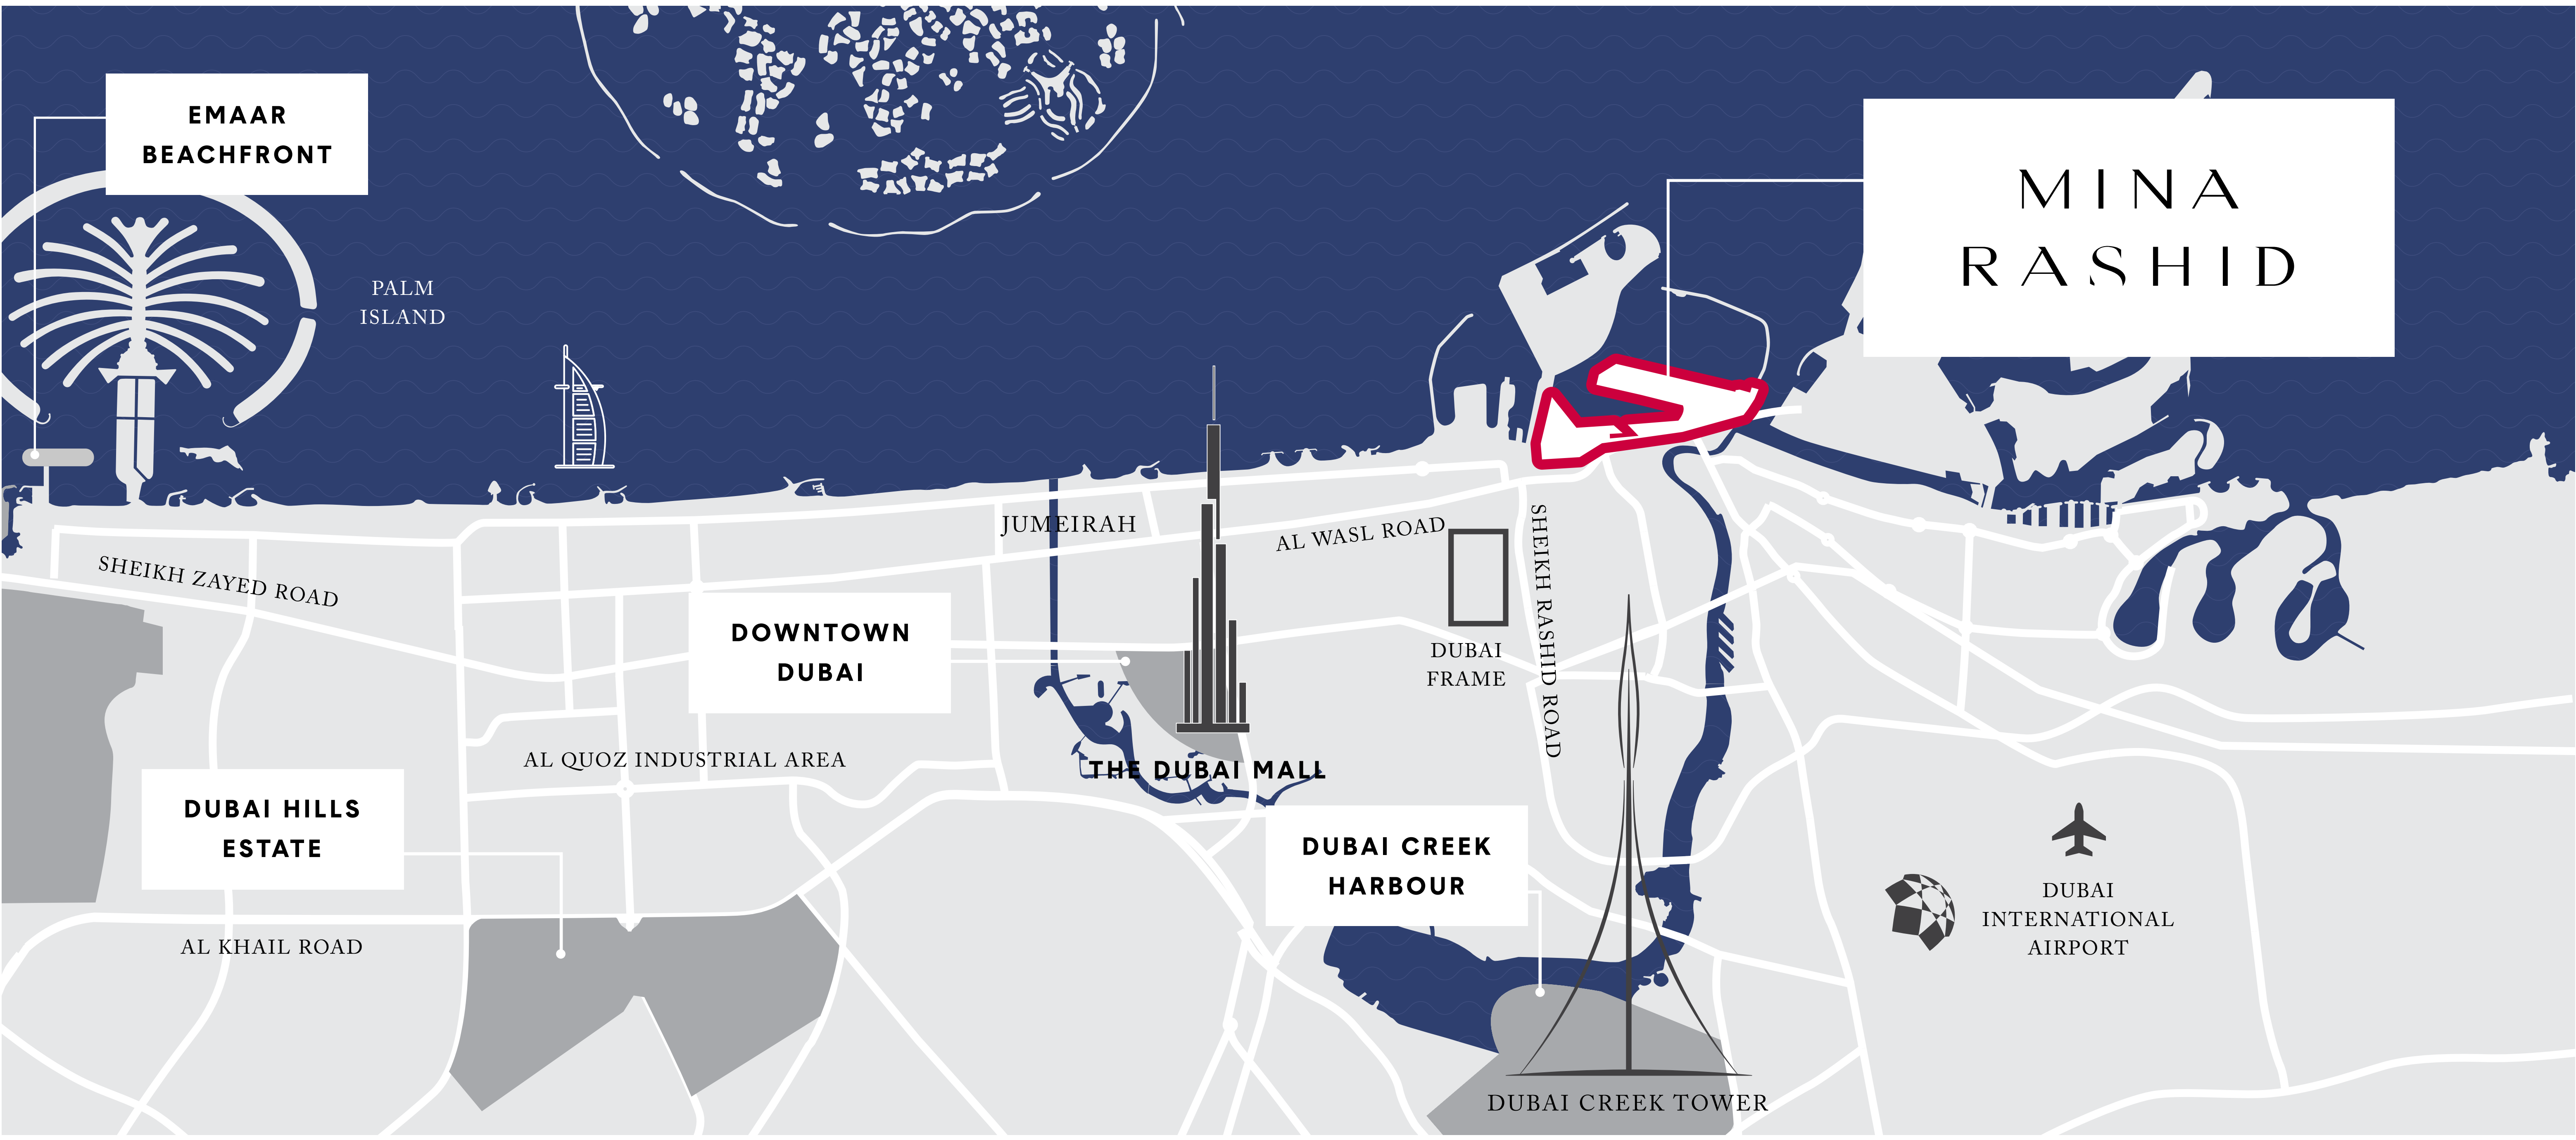 EMAAR
BEACHFRONT
MINA
RASHID
PALM
ISLAND
JUMEIRAH
AL WASL ROAD
SHEIKH RASHID ROAD
SHEIKH ZAYED ROAD
DOWNTOWN
DUBAI
DUBAI
FRAME
AL QUOZ INDUSTRIAL AREA
THE DUBAI MALL
DUBAI HILLS
ESTATE
DUBAI CREEK
HARBOUR
DUBAI
INTERNATIONAL
AIRPORT
AL KHAIL ROAD
DUBAI CREEK TOWER